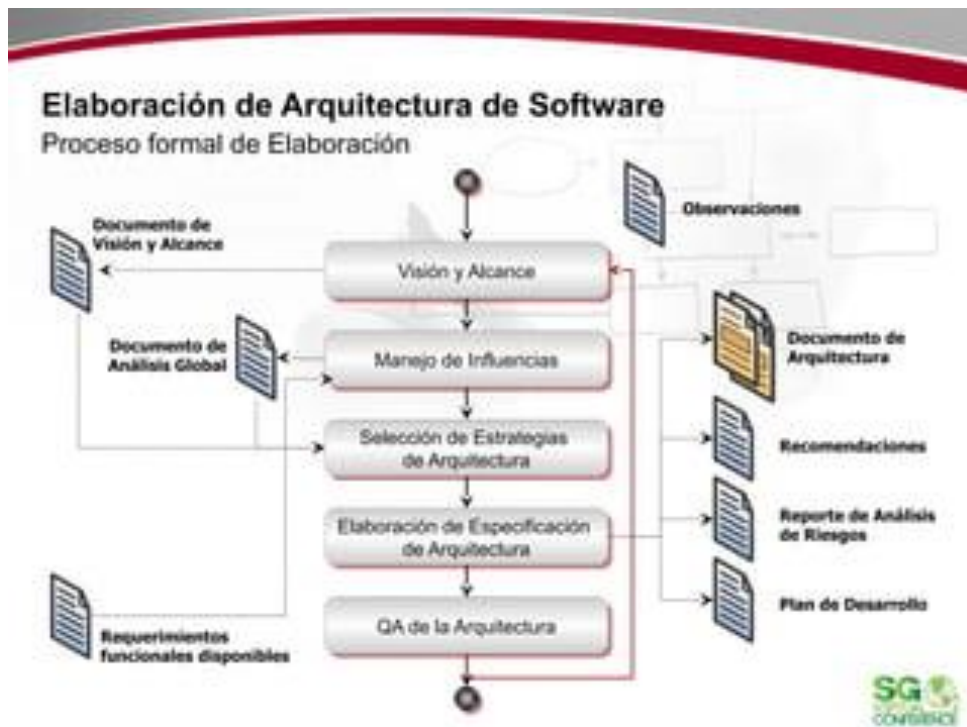 Elaboración de Arquitectura de Software
Proceso formal de Elaboración
Observaciones
Documento de
Visión y Alcance
Visión y Alcance
Documento de
Análisis Global
Manejo de Influencias
Documento de
Arquitectura
Selección de Estrategias
de Arquitectura
Recomendaciones
Elaboración de Especificación
de Arquitectura
Reporte de Análisis
de Riesgos
QA de la Arquitectura
Plan de Desarrollo
Requerimientos
funcionales disponibles
SG
CONFERENCE